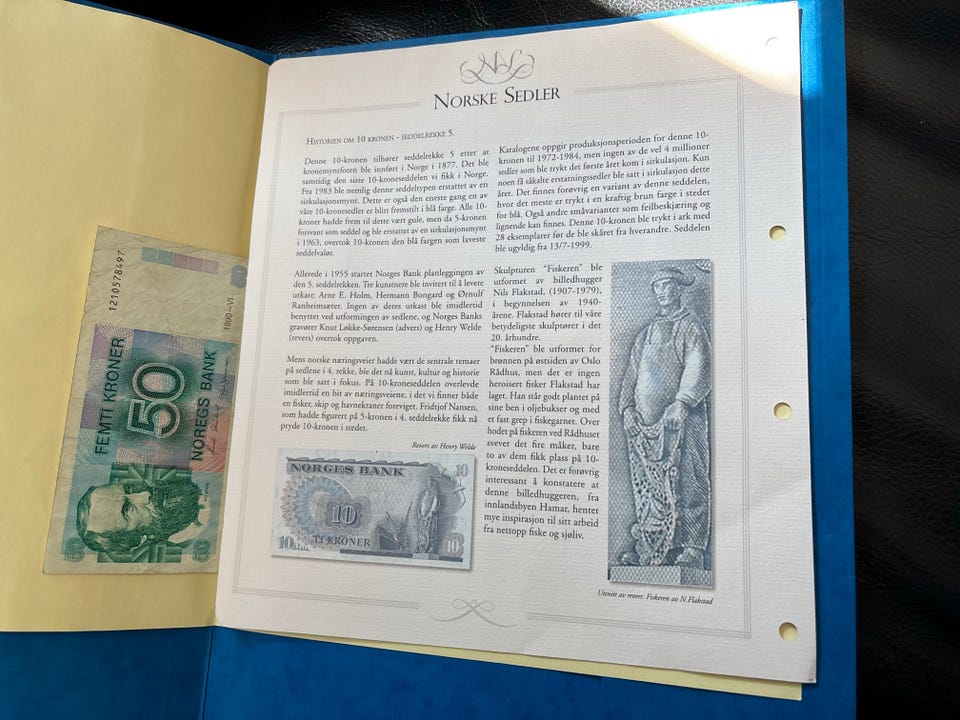 1210578497
1990-VI
FEMTI KRONER
50
NOREGS BANK
50
NORSKE SEDLER
HISTORIEN OM 10 KRONEN - SEDDELREKKE 5.
Denne 10-kronen tilhører seddelrekke 5 etter at
kronemyntfoten ble innført i Norge i 1877. Det ble
samtidig den siste 10-kroneseddelen vi fikk i Norge.
Fra 1983 ble nemlig denne seddeltypen erstattet av en
sirkulasjonsmynt. Dette er også den eneste gang en av
våre 10-kronesedler er blitt fremstilt i blå farge. Alle 10-
kroner hadde frem til dette vært gule, men da 5-kronen
forsvant som seddel og ble erstattet av en sirkulasjonsmynt
i 1963, overtok 10-kronen den blå fargen som laveste
seddelvalør.
Allerede i 1955 startet Norges Bank planleggingen av
den 5. seddelrekken. Tre kunstnere ble invitert til å levere
utkast: Arne E. Holm, Hermann Bongard og Ørnulf
Ranheimsæter. Ingen av deres utkast ble imidlertid
benyttet ved utformingen av sedlene, og Norges Banks
gravører Knut Løkke-Sørensen (advers) og Henry Welde
(revers) overtok oppgaven.
Mens norske næringsveier hadde vært de sentrale temaer
på sedlene i 4. rekke, ble det nå kunst, kultur og historie
som ble satt i fokus. På 10-kroneseddelen overlevde
imidlertid en bit av næringsveiene, i det vi finner både
en fisker, skip og havnekraner foreviget. Fridtjof Nansen,
som hadde figurert på 5-kronen i 4. seddelrekke fikk nå
pryde 10-kronen i stedet.
Revers av Henry Welde
NORGES BANK
10
10
TI KRONER
10
10
Katalogene oppgir produksjonsperioden for denne 10-
kronen til 1972-1984, men ingen av de vel 4 millioner
sedler som ble trykt det første året kom i sirkulasjon. Kun
noen få såkalte erstatningssedler ble satt i sirkulasjon dette
året. Det finnes forøvrig en variant av denne seddelen,
hvor det meste er trykt i en kraftig brun farge i stedet
for blå. Også andre småvarianter som feilbeskjæring og
lignende kan finnes. Denne 10-kronen ble trykt i ark med
28 eksemplarer før de ble skåret fra hverandre. Seddelen
ble ugyldig fra 13/7-1999.
Skulpturen "Fiskeren" ble
utformet av billedhugger
Nils Flakstad, (1907-1979),
i begynnelsen av 1940-
årene. Flakstad hører til våre
betydeligste skulptører i det
20. århundre.
"Fiskeren" ble utformet for
brønnen på østsiden av Oslo
Rådhus, men det er ingen
heroisert fisker Flakstad har
laget. Han står godt plantet på
sine ben i oljebukser og med
et fast grep i fiskegarnet. Over
hodet på fiskeren ved Rådhuset
svever det fire måker, bare
to av dem fikk plass på 10-
kroneseddelen. Det er forøvrig
interessant å konstatere at
denne billedhuggeren, fra
innlandsbyen Hamar, hentet
mye inspirasjon til sitt arbeid
fra nettopp fiske og sjøliv.
Utsnitt av revers: Fiskeren av N.Flakstad